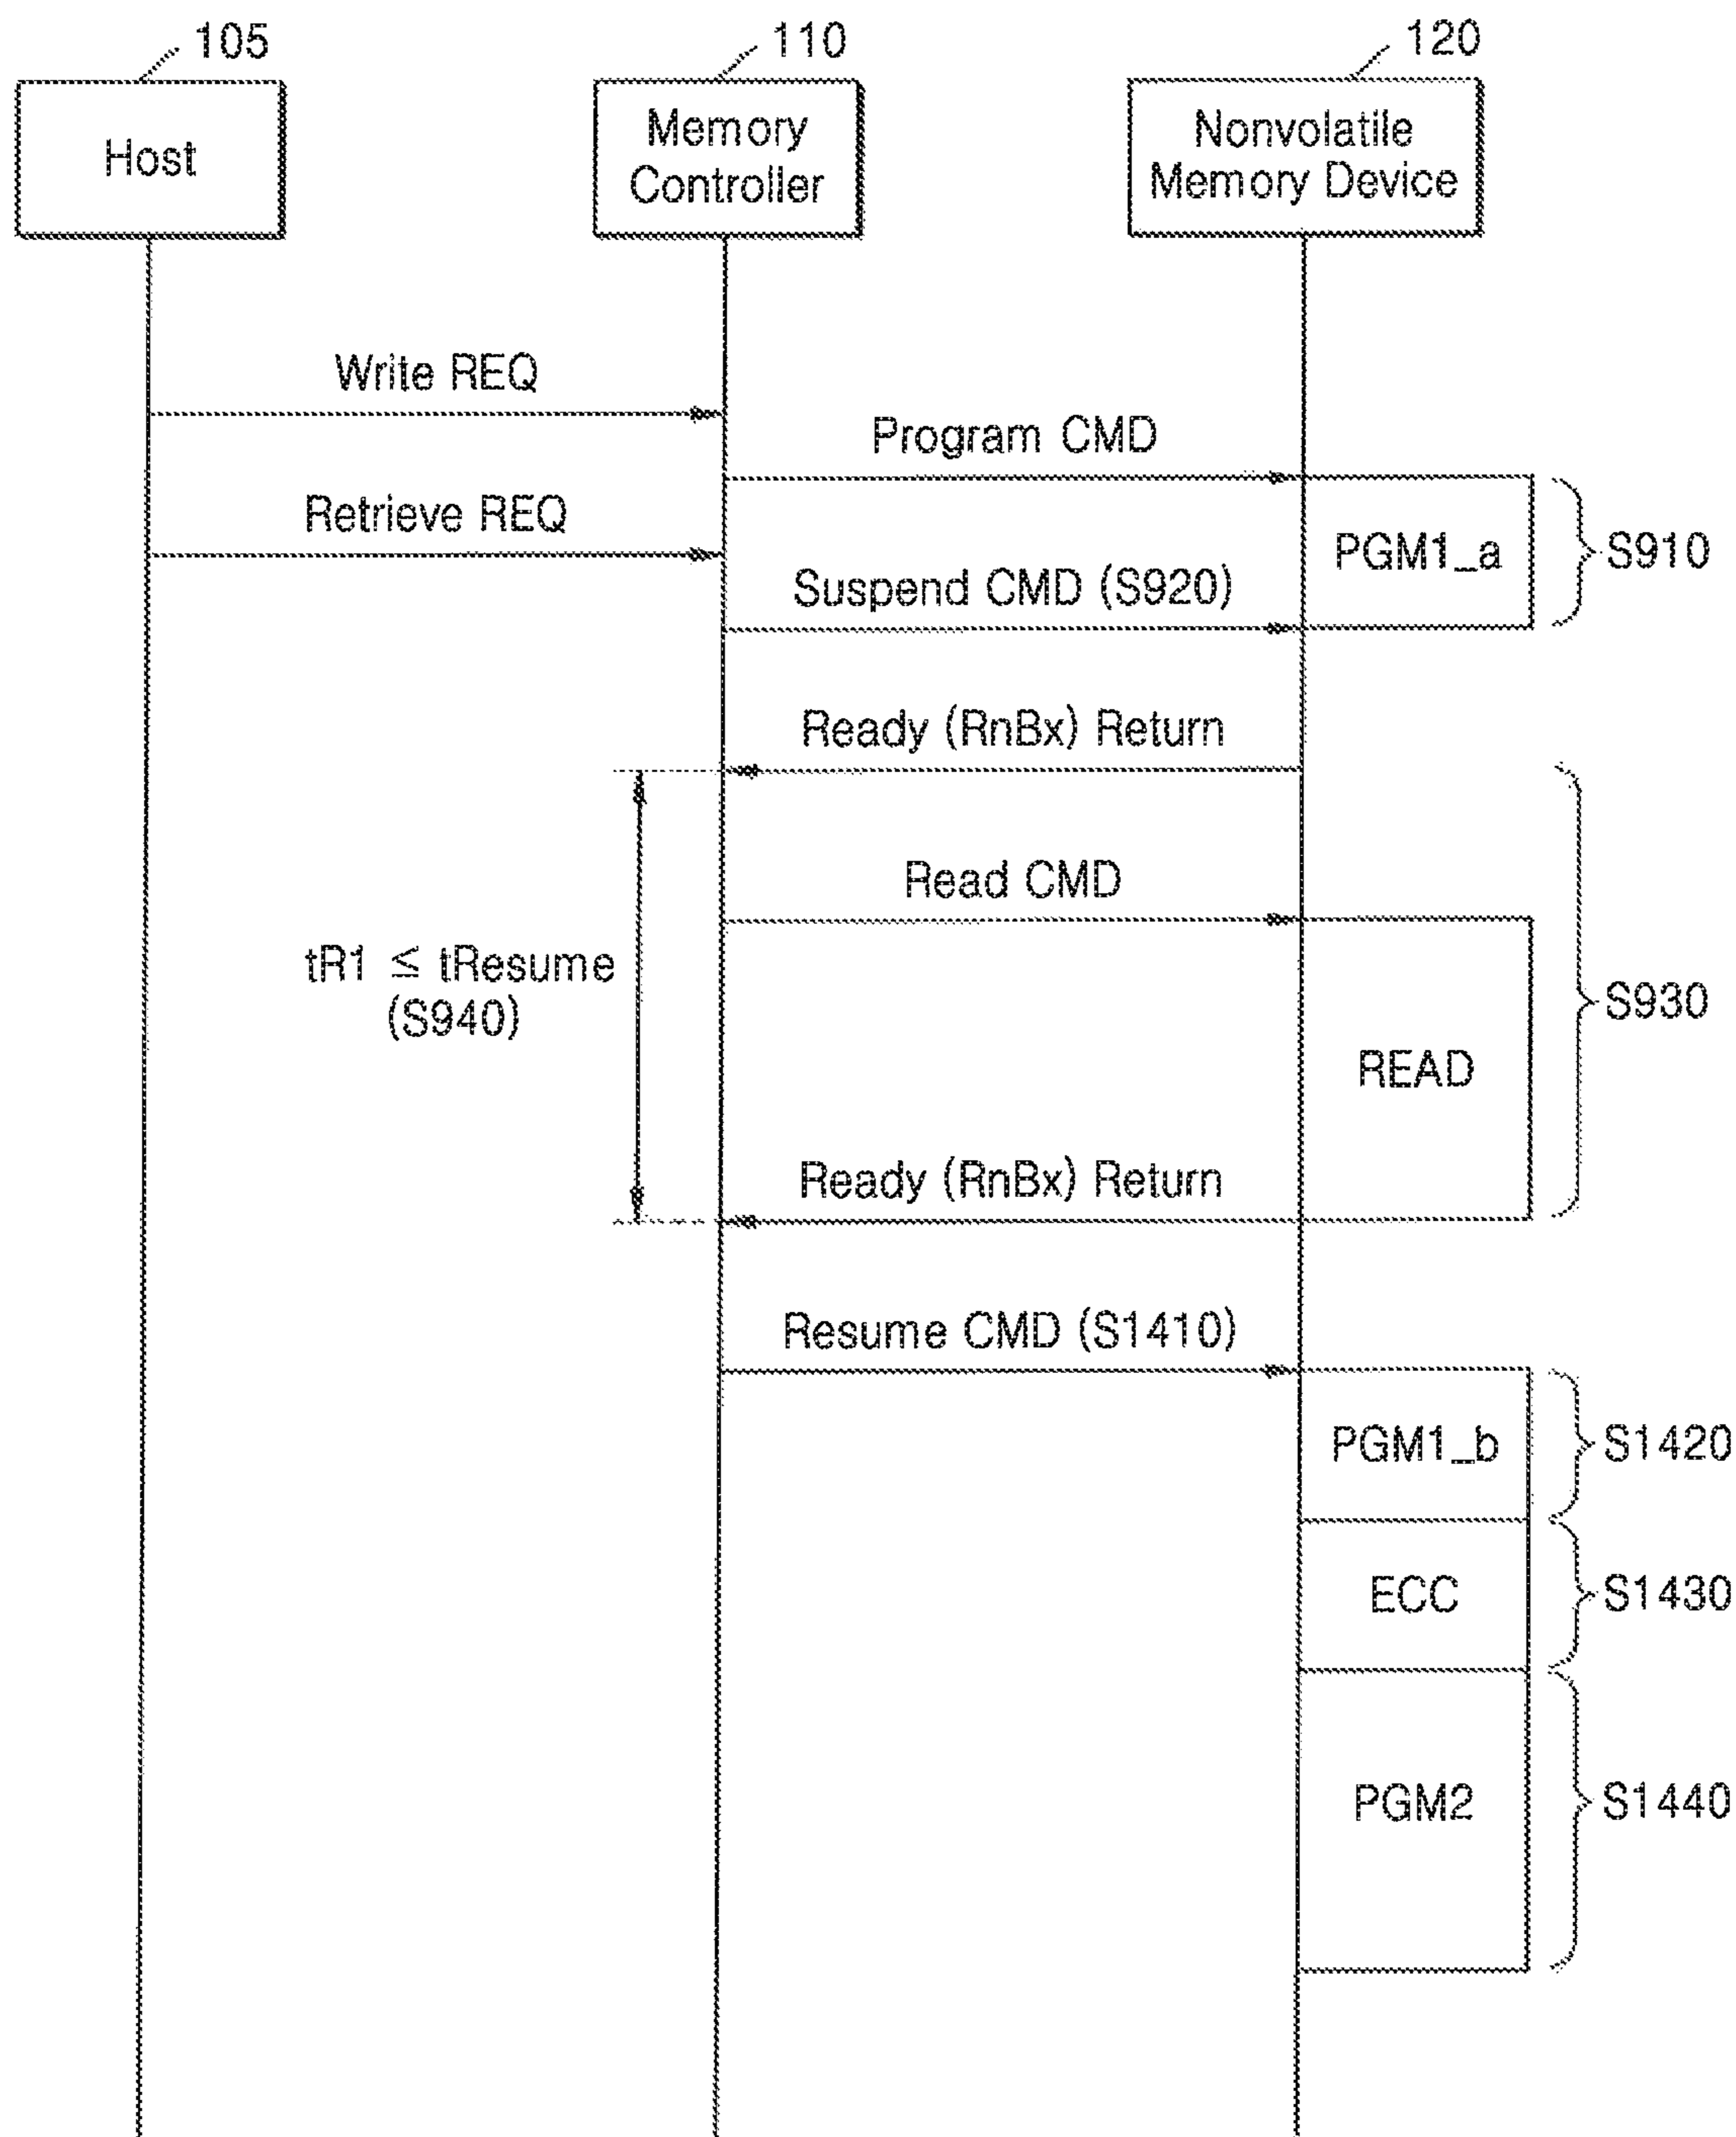 105
110
120
Host
Memory
Controller
Nonvolatile
Memory Device
Write REQ
Program CMD
Retrieve REQ
PGM1_a
S910
Suspend CMD (S920)
Ready (RnBx) Return
Read CMD
tR1 ≤ tResume
(S940)
S930
READ
Ready (RnBx) Return
Resume CMD (S1410)
PGM1_b
S1420
ECC
S1430
PGM2
S1440